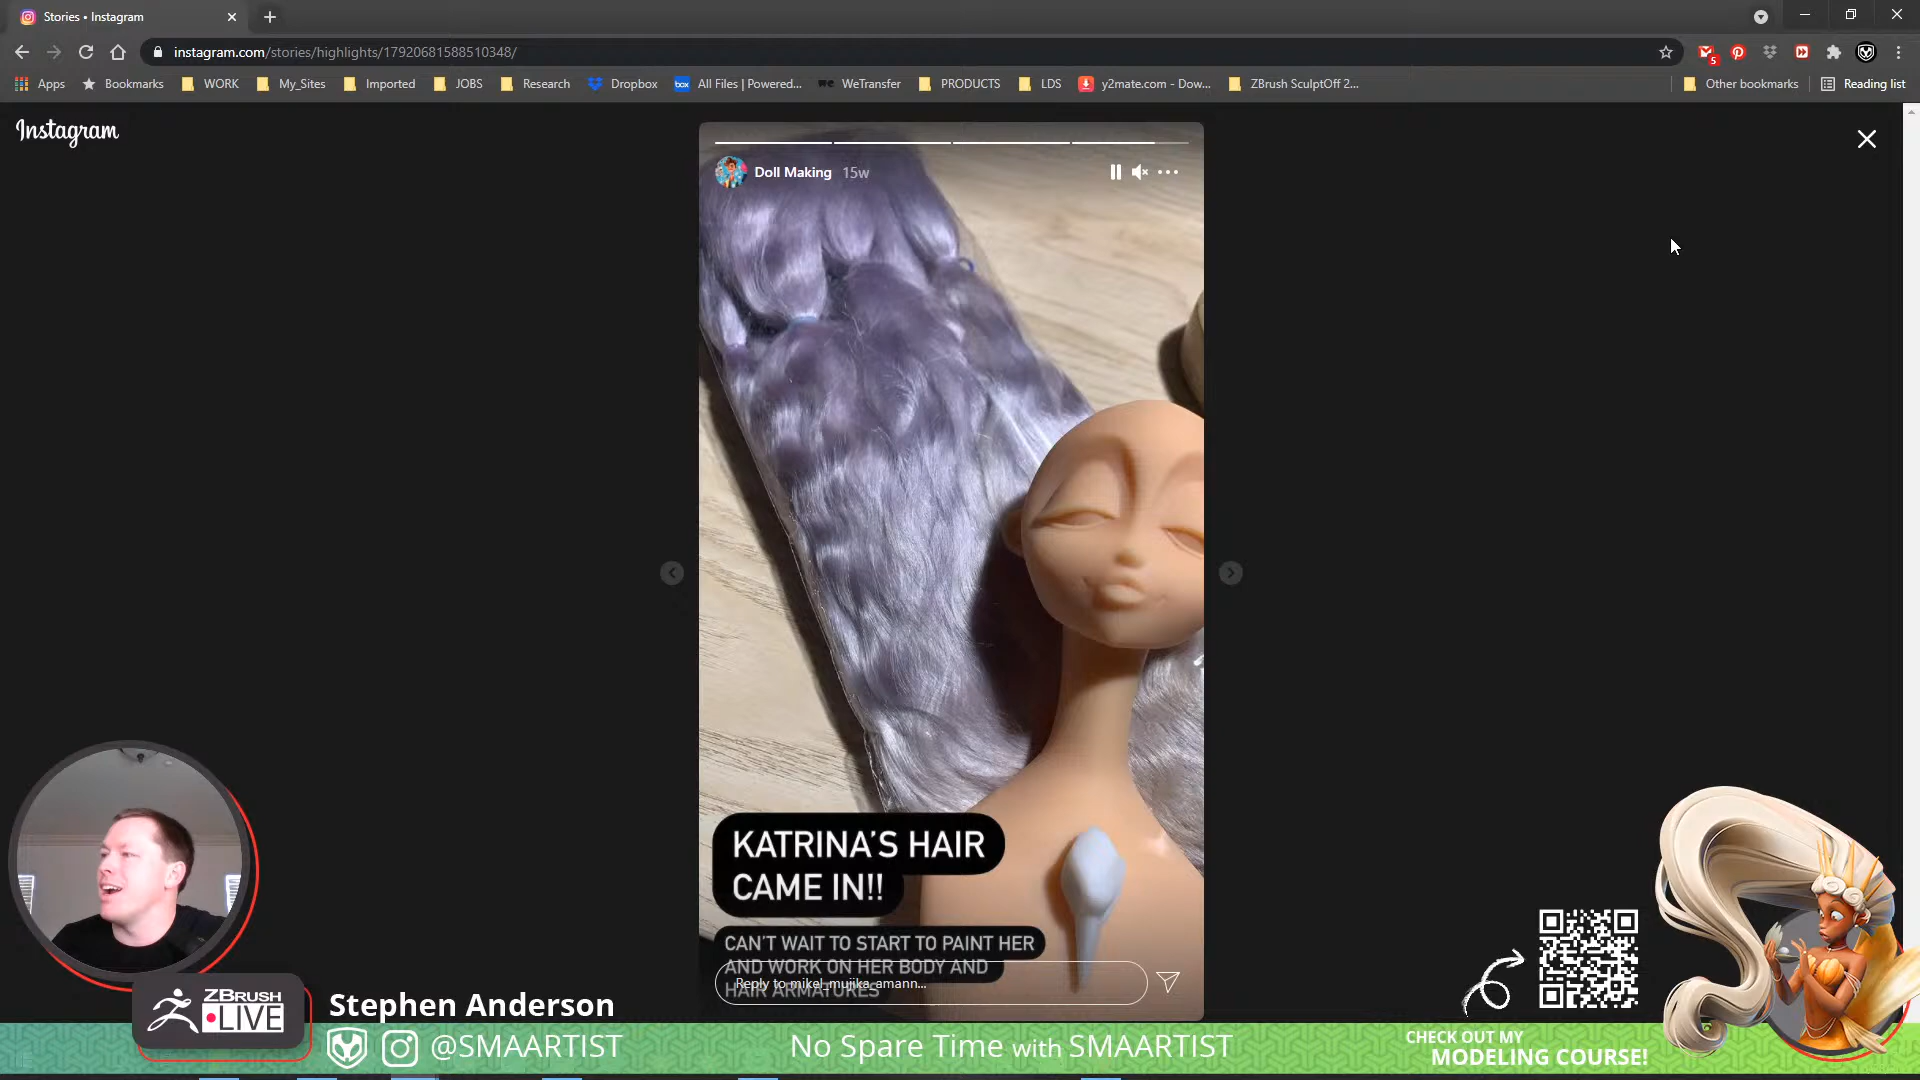 Stories • Instagram
instagram.com/stories/highlights/17920681588510348/
5
Apps Bookmarks WORK My_Sites Imported JOBS Research Dropbox box All Files | Powered... we WeTransfer PRODUCTS LDS y2mate.com - Dow... ZBrush SculptOff 2... Other bookmarks Reading list
Instagram
Doll Making 15w
KATRINA'S HAIR
CAME IN!!
CAN'T WAIT TO START TO PAINT HER
AND WORK ON HER BODY AND
HAIR ARMATURES
Reply to mikel_mujika_amann...
ZBRUSH
LIVE
Stephen Anderson
@SMAARTIST
No Spare Time with SMAARTIST
CHECK OUT MY
MODELING COURSE!